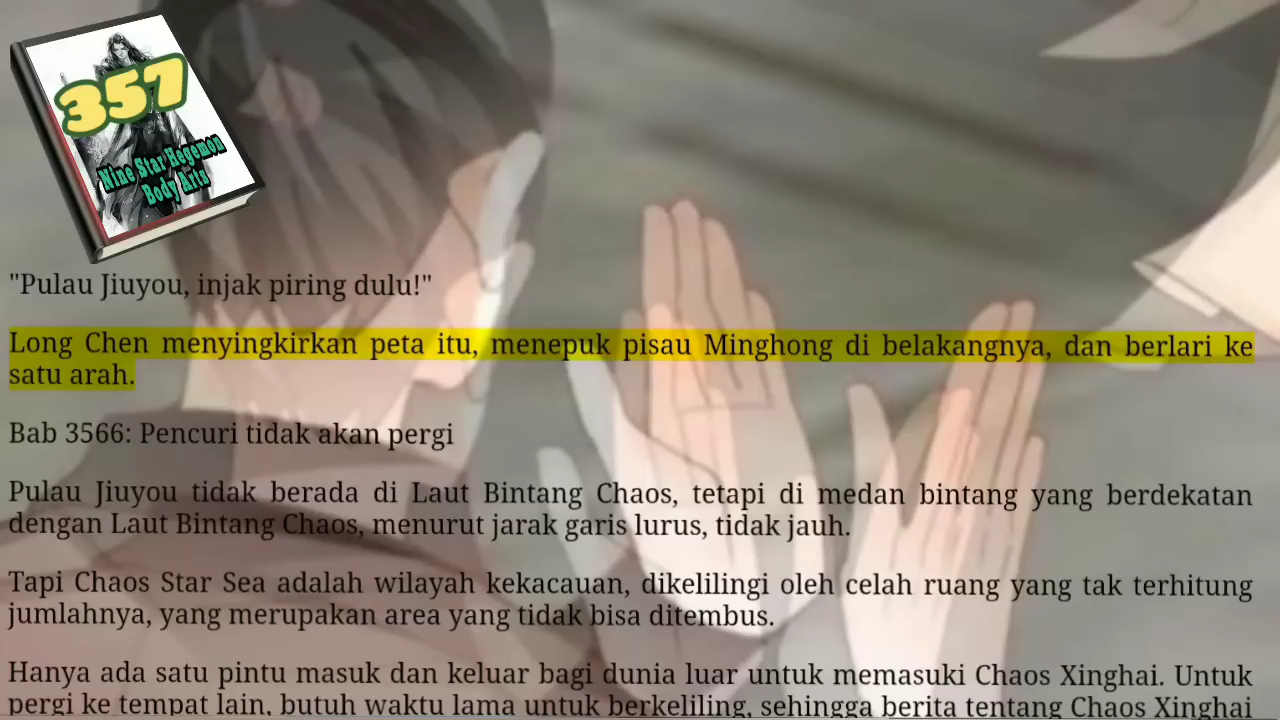 357
Nine Star Hegemon
Body Arts
"Pulau Jiuyou, injak piring dulu!"
Long Chen menyingkirkan peta itu, menepuk pisau Minghong di belakangnya, dan berlari ke
satu arah.
Bab 3566: Pencuri tidak akan pergi
Pulau Jiuyou tidak berada di Laut Bintang Chaos, tetapi di medan bintang yang berdekatan
dengan Laut Bintang Chaos, menurut jarak garis lurus, tidak jauh.
Tapi Chaos Star Sea adalah wilayah kekacauan, dikelilingi oleh celah ruang yang tak terhitung
jumlahnya, yang merupakan area yang tidak bisa ditembus.
Hanya ada satu pintu masuk dan keluar bagi dunia luar untuk memasuki Chaos Xinghai. Untuk
pergi ke tempat lain, butuh waktu lama untuk berkeliling, sehingga berita tentang Chaos Xinghai